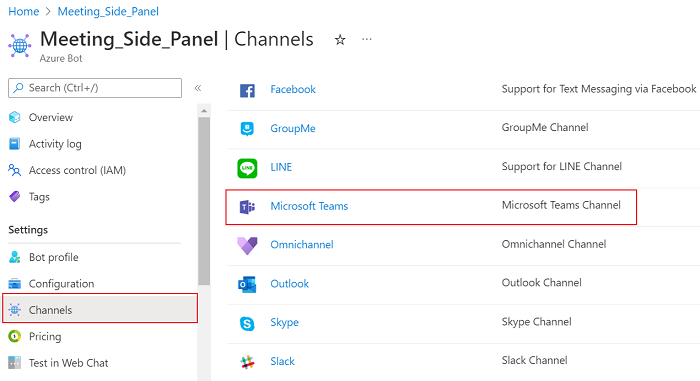 Home > Meeting_Side_Panel
Meeting_Side_Panel | Channels
Azure Bot
Search (Ctrl+/)
Overview
Activity log
Access control (IAM)
Tags
Settings
Bot profile
Configuration
Channels
Pricing
Test in Web Chat
Facebook Support for Text Messaging via Facebook
GroupMe GroupMe Channel
LINE Support for LINE Channel
Microsoft Teams Microsoft Teams Channel
Omnichannel Omnichannel Channel
Outlook Outlook Channel
Skype Skype Channel
Slack Slack Channel